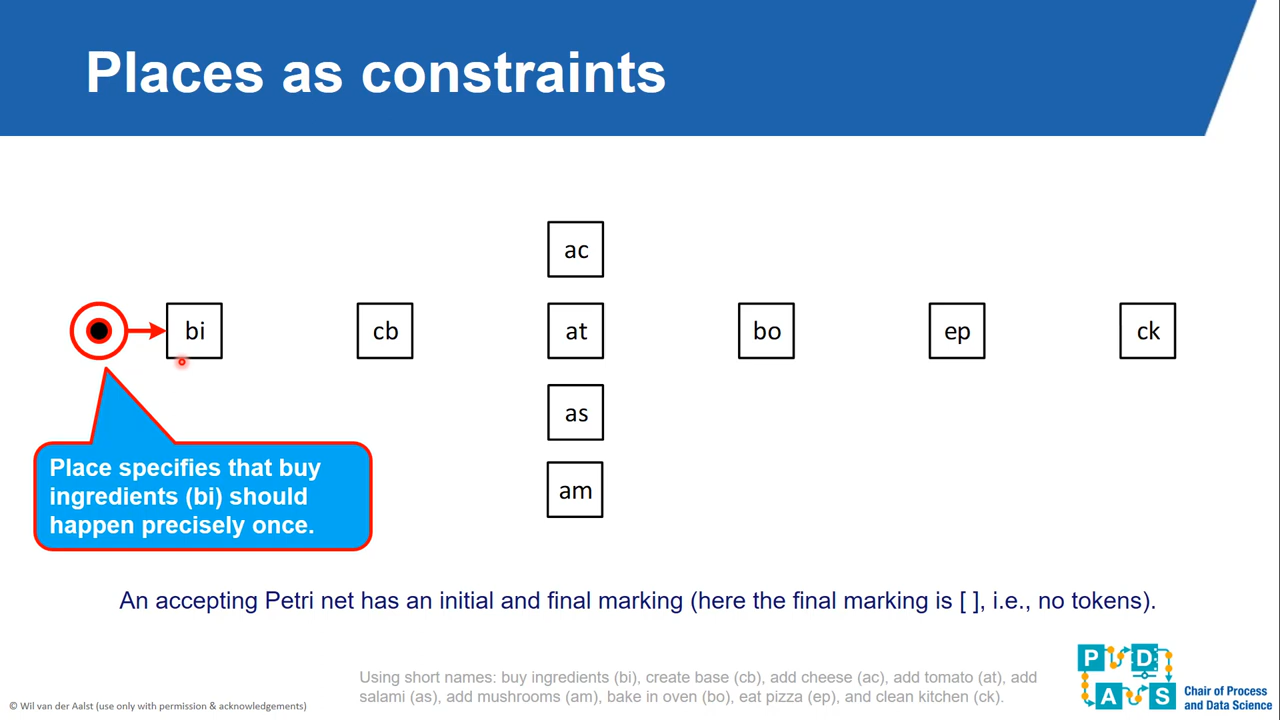 Places as constraints
ac
bi
cb
at
bo
ep
ck
as
am
Place specifies that buy
ingredients (bi) should
happen precisely once.
An accepting Petri net has an initial and final marking (here the final marking is [ ], i.e., no tokens).
Using short names: buy ingredients (bi), create base (cb), add cheese (ac), add tomato (at), add
salami (as), add mushrooms (am), bake in oven (bo), eat pizza (ep), and clean kitchen (ck).
© Wil van der Aalst (use only with permission & acknowledgements)
P D
A S
Chair of Process
and Data Science